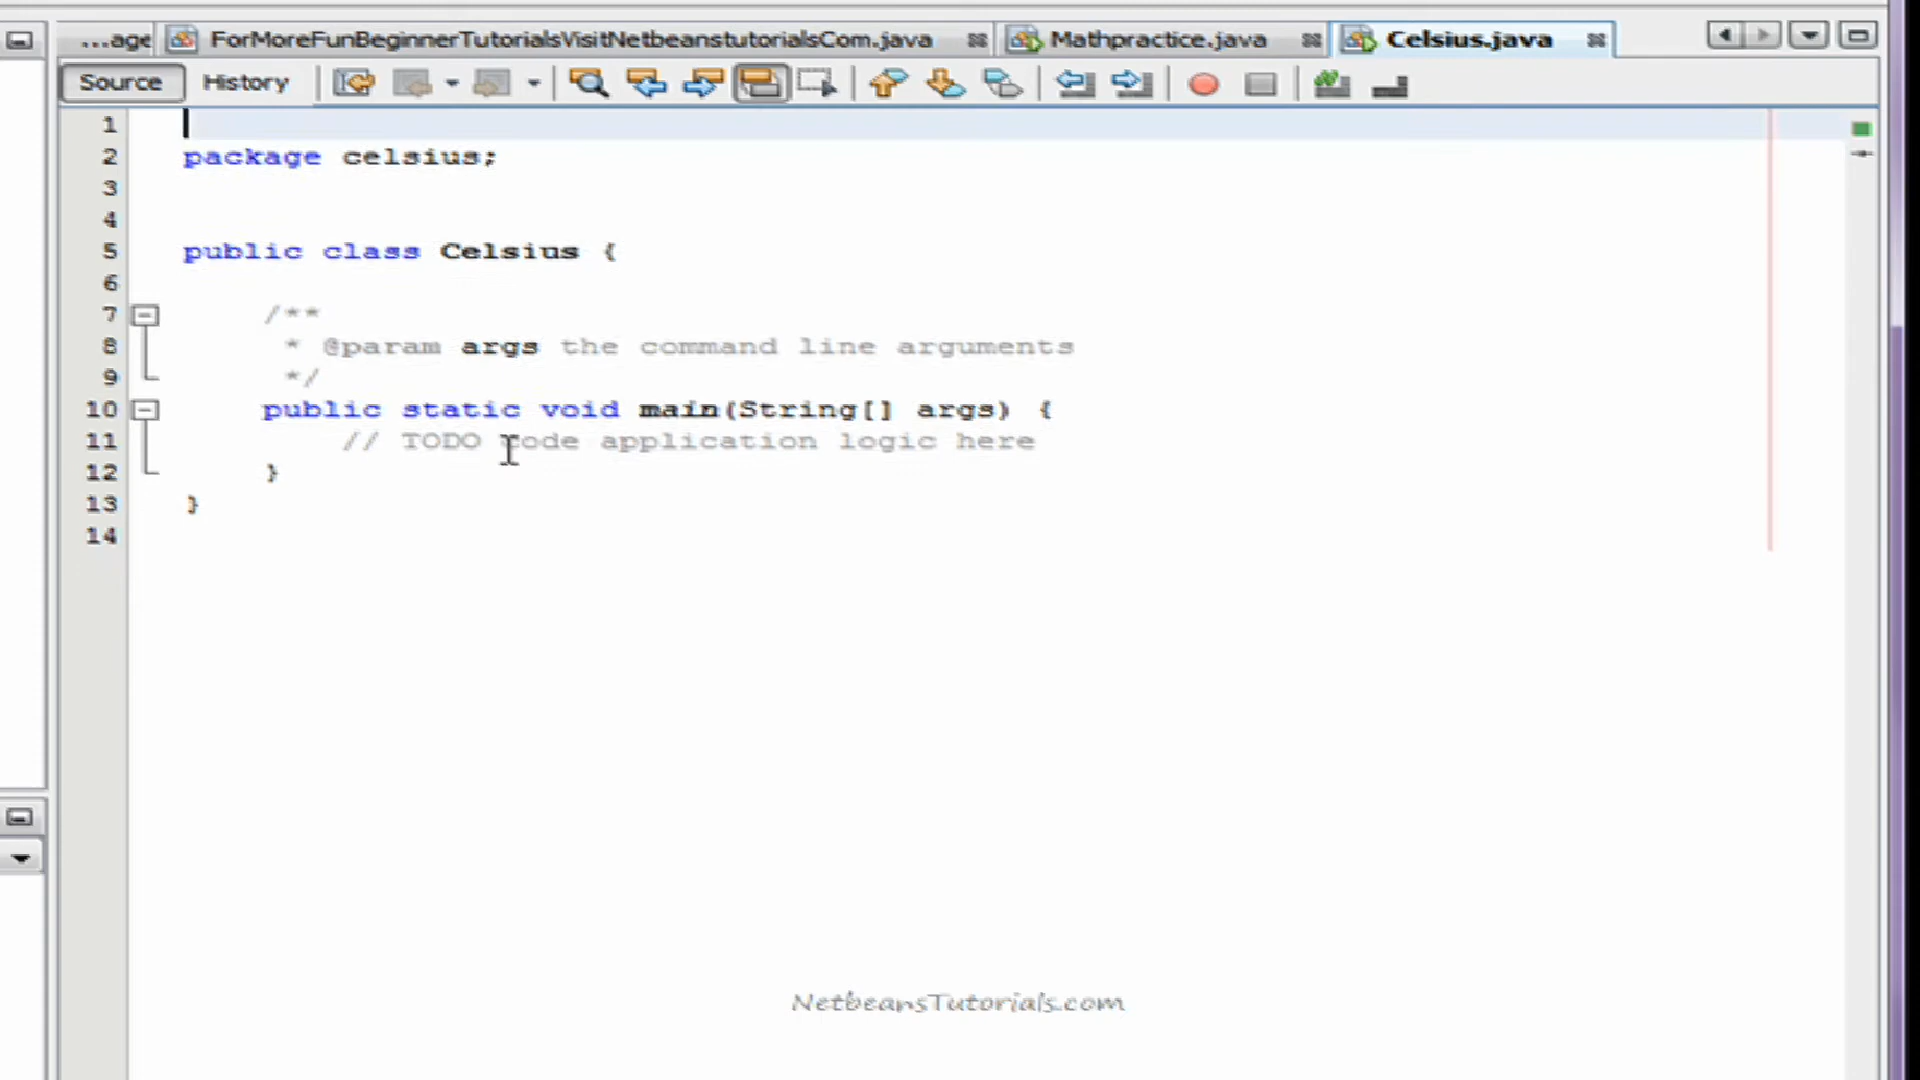 ...age ForMoreFunBeginnerTutorialsVisitNetbeanstutorialsCom.java Mathpractice.java Celsius.java
Source History
1
2 package celsius;
3
4
5 public class Celsius {
6
7 /**
8 * @param args the command line arguments
9 */
10 public static void main(String[] args) {
11 // TODO code application logic here
12 }
13 }
14
NetbeansTutorials.com